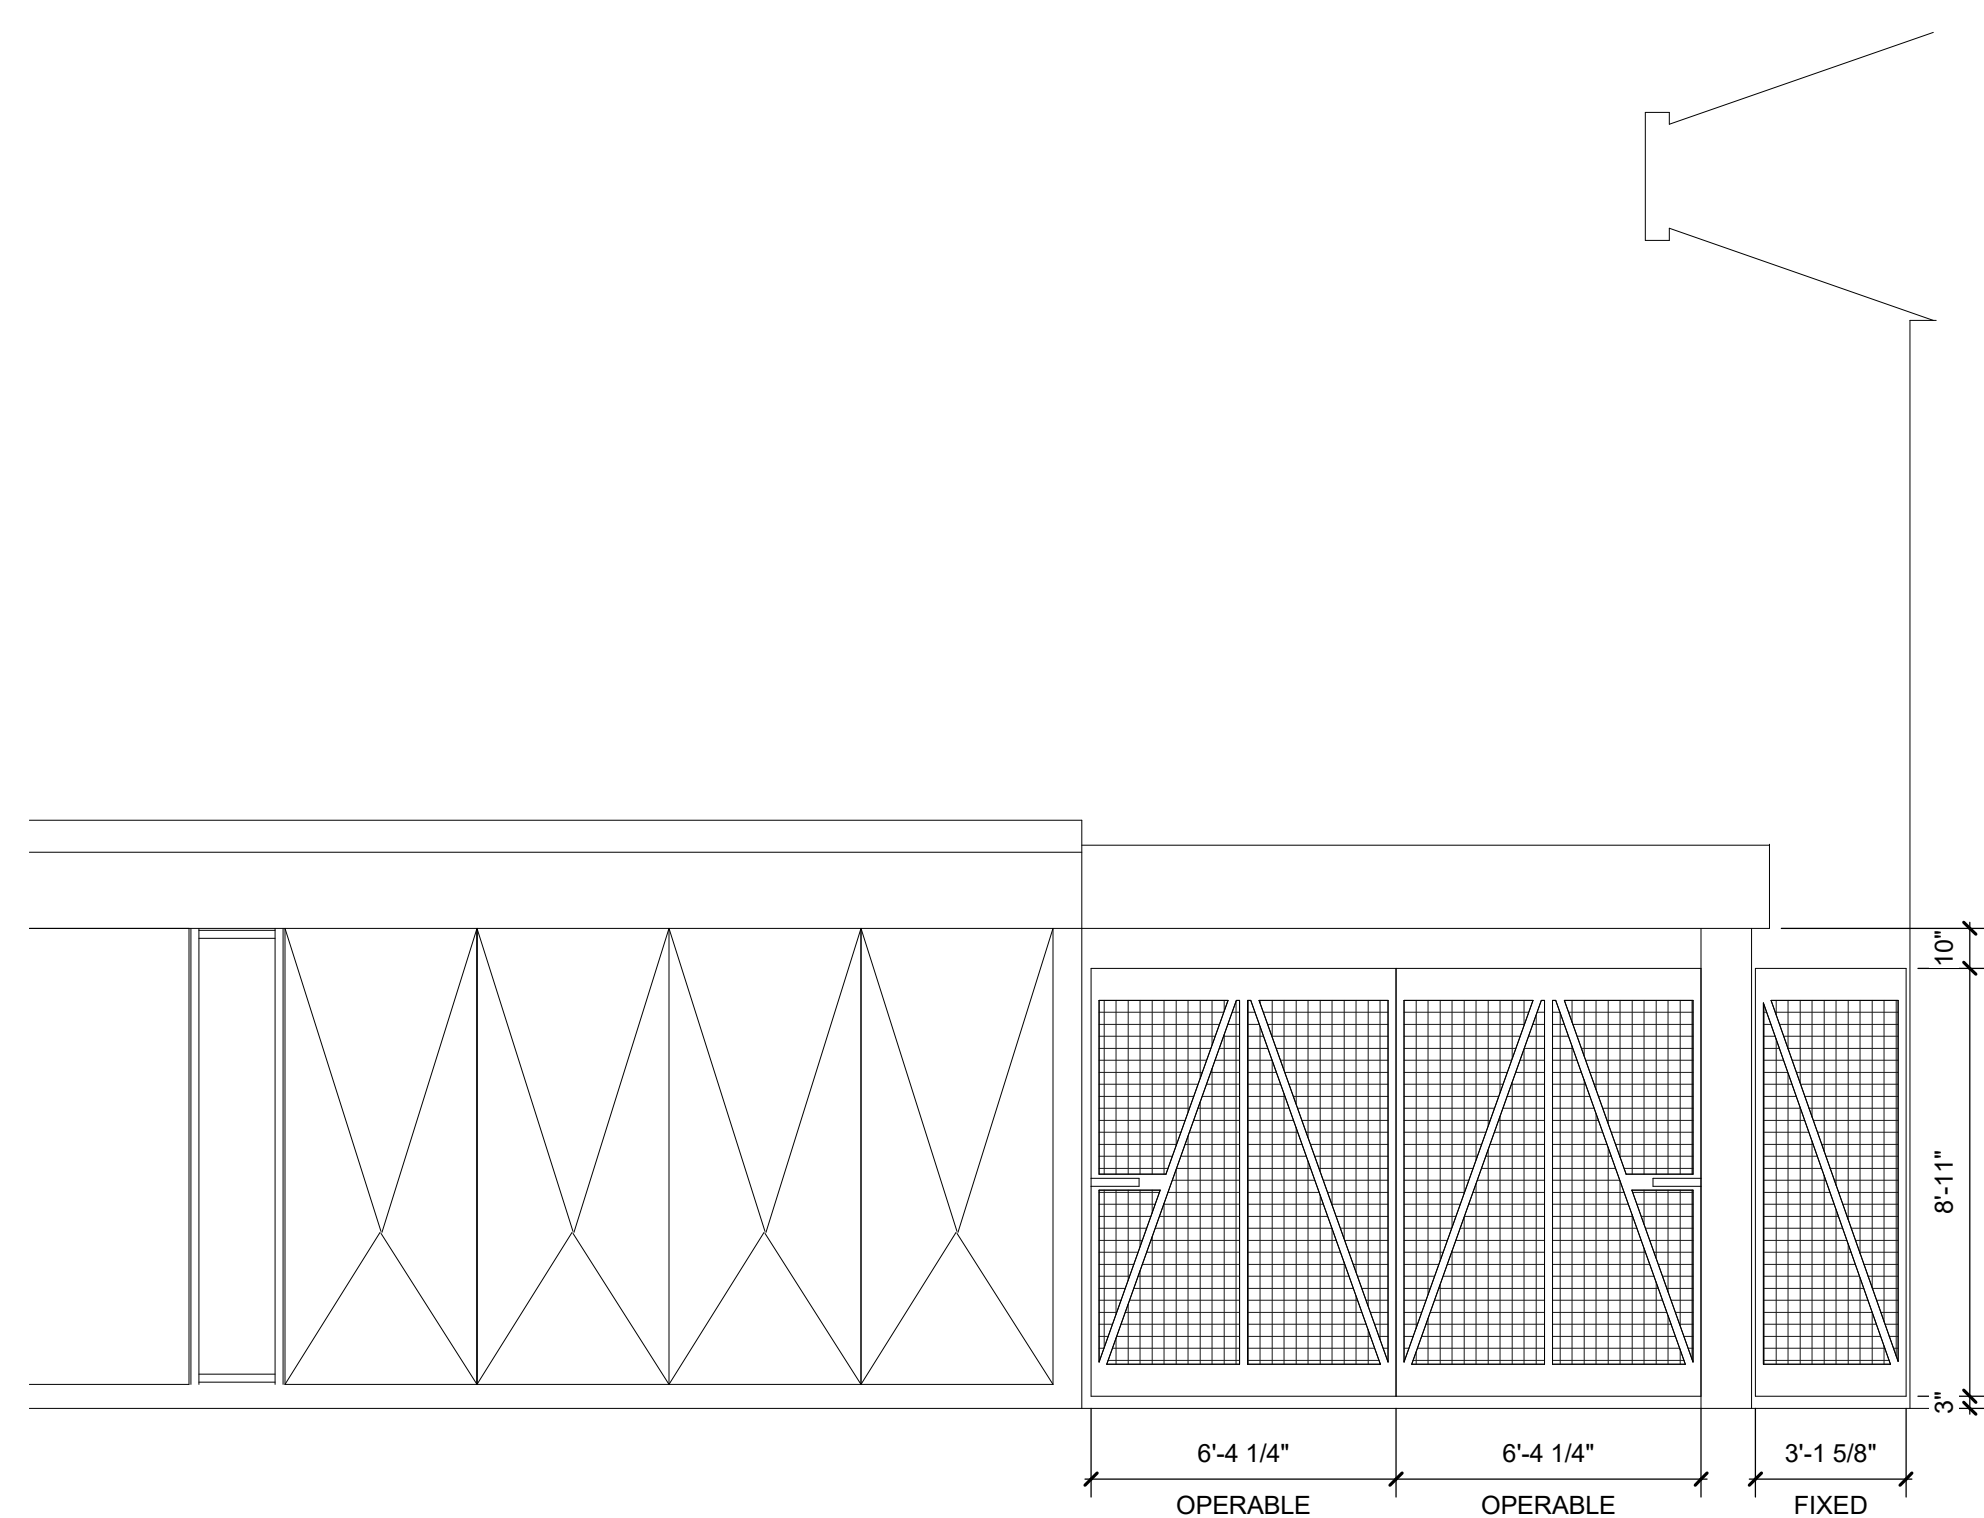 10"
8'-11"
3"
6'-4 1/4" 6'-4 1/4" 3'-1 5/8"
OPERABLE OPERABLE FIXED